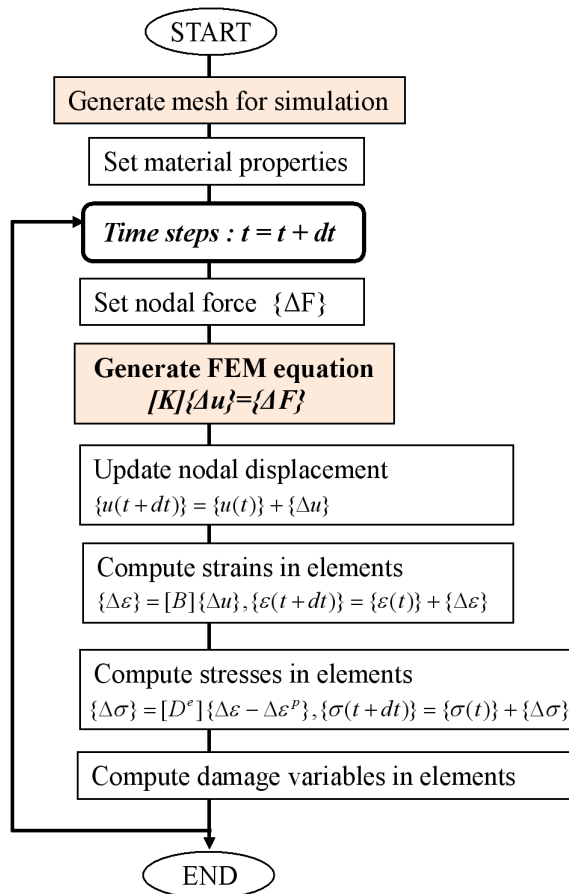 START
Generate mesh for simulation
Set material properties
Time steps : t = t + dt
Set nodal force {ΔF}
Generate FEM equation
[K]{Δu}={ΔF}
Update nodal displacement
{u(t + dt)} = {u(t)} + {Δu}
Compute strains in elements
{Δε} = [B]{Δu}, {ε(t + dt)} = {ε(t)} + {Δε}
Compute stresses in elements
{Δσ} = [Dᵉ]{Δε − Δεᵖ}, {σ(t + dt)} = {σ(t)} + {Δσ}
Compute damage variables in elements
END